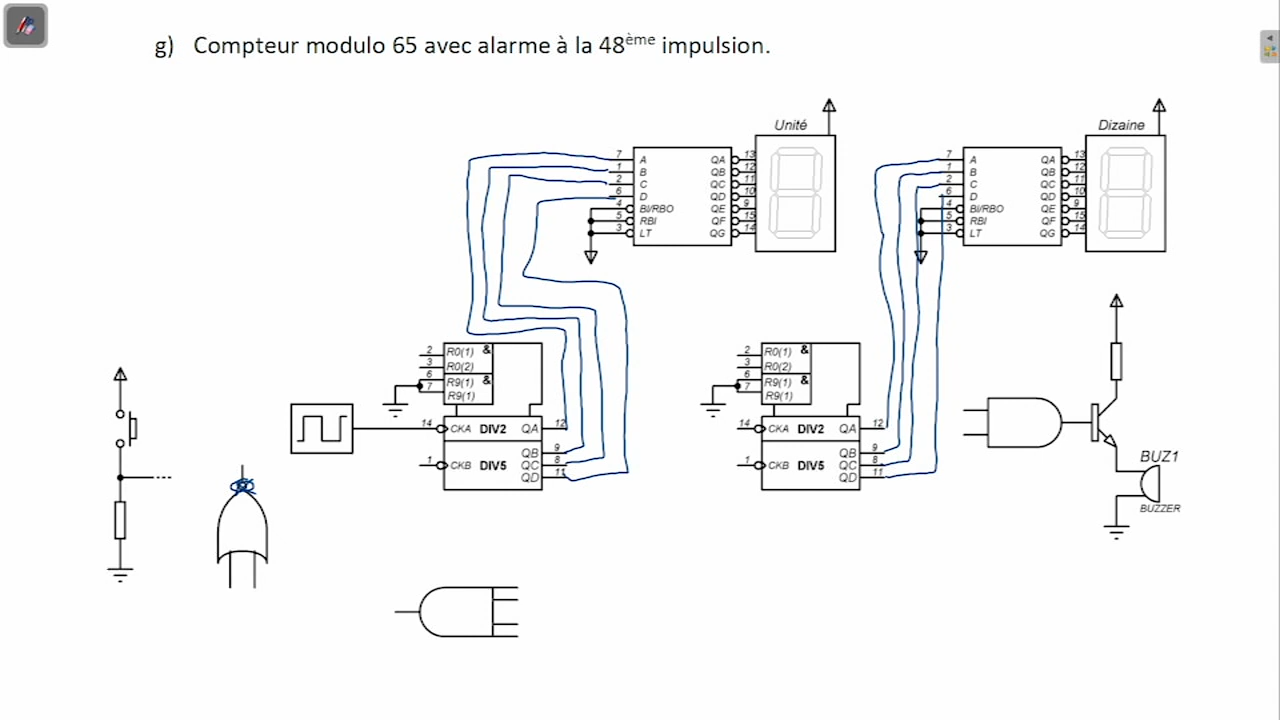 g) Compteur modulo 65 avec alarme à la 48ème impulsion.
Unité
Dizaine
7 A QA 13
1 B QB 12
2 C QC 11
6 D QD 10
4 BI/RBO QE 9
5 RBI QF 15
3 LT QG 14
7 A QA 13
1 B QB 12
2 C QC 11
6 D QD 10
4 BI/RBO QE 9
5 RBI QF 15
3 LT QG 14
2 R0(1) &
3 R0(2)
6 R9(1) &
7 R9(1)
14 CKA DIV2 QA 12
QB 9
1 CKB DIV5 QC 8
QD 11
2 R0(1) &
3 R0(2)
6 R9(1) &
7 R9(1)
14 CKA DIV2 QA 12
QB 9
1 CKB DIV5 QC 8
QD 11
BUZ1
BUZZER